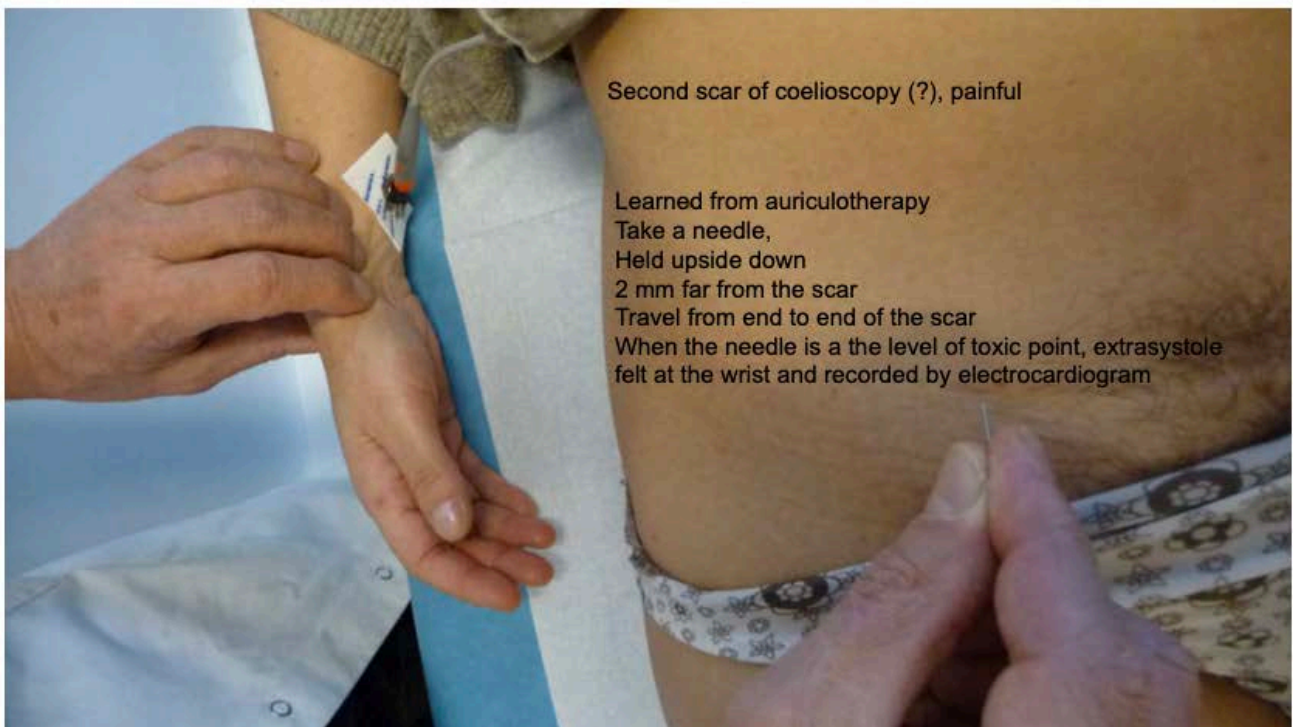 Second scar of coelioscopy (?), painful
Learned from auriculotherapy
Take a needle,
Held upside down
2 mm far from the scar
Travel from end to end of the scar
When the needle is a the level of toxic point, extrasystole
felt at the wrist and recorded by electrocardiogram